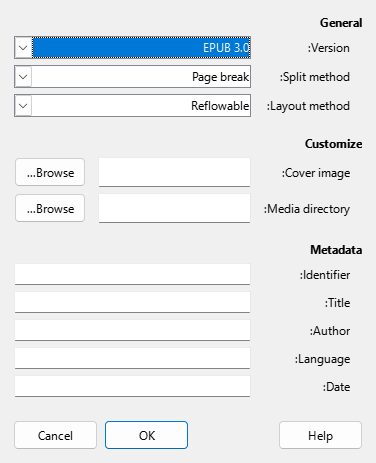 General
:Version
EPUB 3.0
:Split method
Page break
:Layout method
Reflowable
Customize
:Cover image
...Browse
:Media directory
...Browse
Metadata
:Identifier
:Title
:Author
:Language
:Date
Help
OK
Cancel